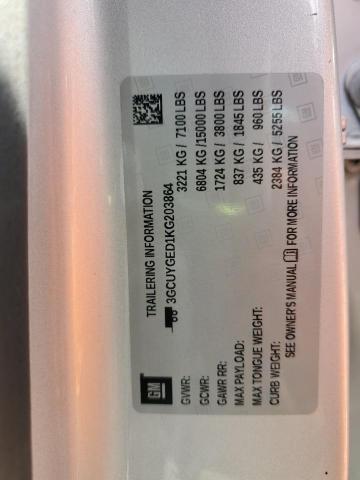 TRAILERING INFORMATION
3GCUYGED1KG203864
GM
GVWR: 3221 KG / 7100 LBS
GCWR: 6804 KG /15000 LBS
GAWR RR: 1724 KG / 3800 LBS
MAX PAYLOAD: 837 KG / 1845 LBS
MAX TONGUE WEIGHT: 435 KG / 960 LBS
CURB WEIGHT: 2384 KG / 5255 LBS
SEE OWNER'S MANUAL FOR MORE INFORMATION